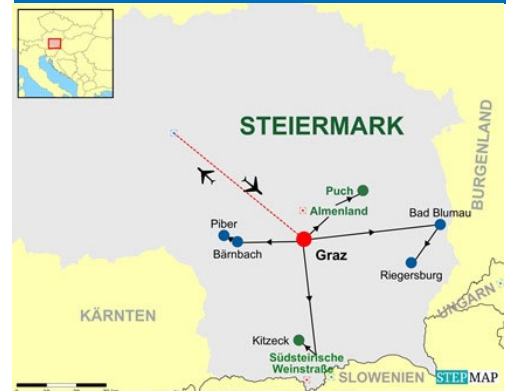 STEIERMARK
BURGENLAND
Puch
Almenland
Bad Blumau
Piber
Bärnbach
Graz
Riegersburg
UNGARN
KÄRNTEN
Kitzeck
Südsteirische
Weinstraße
SLOWENIEN
STEPMAP